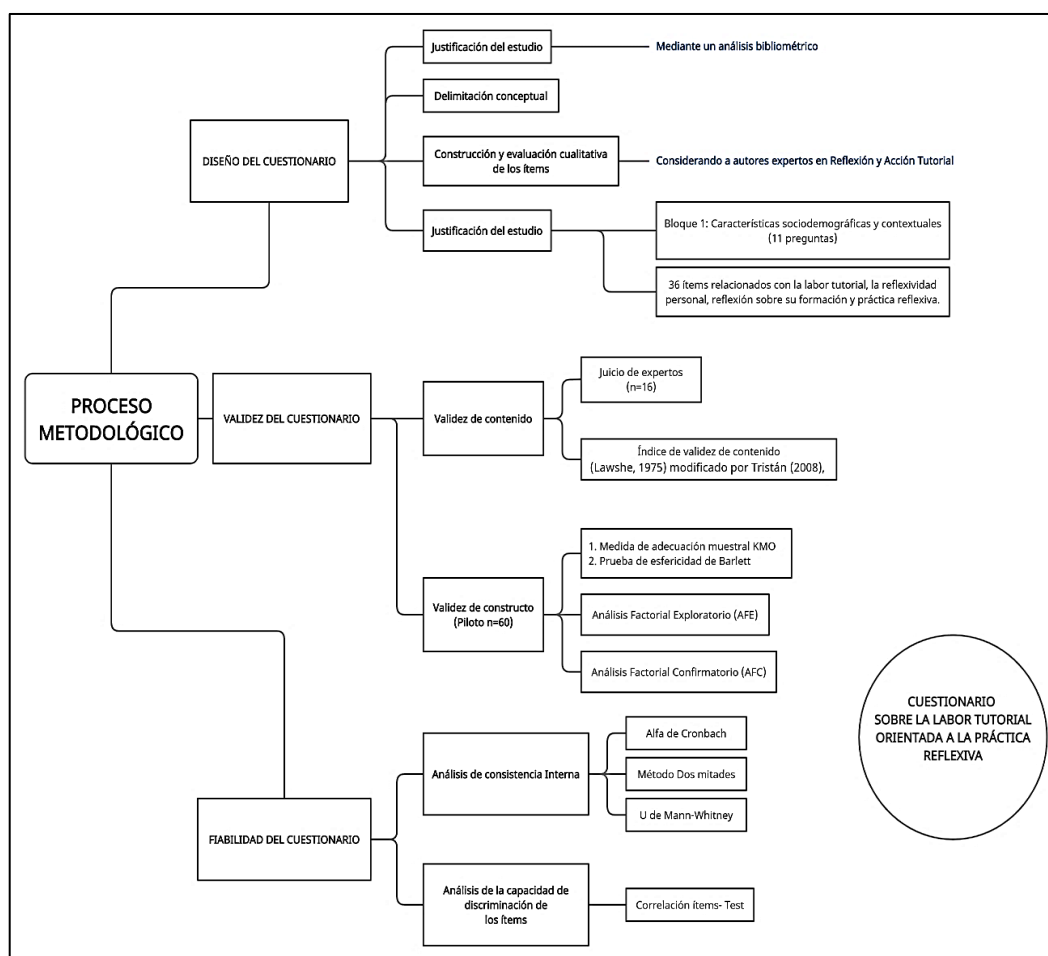 Justificación del estudio
Mediante un análisis bibliométrico
Delimitación conceptual
DISEÑO DEL CUESTIONARIO
Construcción y evaluación cualitativa
de los ítems
Considerando a autores expertos en Reflexión y Acción Tutorial
Justificación del estudio
Bloque 1: Características sociodemográficas y contextuales
(11 preguntas)
36 ítems relacionados con la labor tutorial, la reflexividad
personal, reflexión sobre su formación y práctica reflexiva.
PROCESO
METODOLÓGICO
VALIDEZ DEL CUESTIONARIO
Validez de contenido
Juicio de expertos
(n=16)
Índice de validez de contenido
(Lawshe, 1975) modificado por Tristán (2008),
Validez de constructo
(Piloto n=60)
1. Medida de adecuación muestral KMO
2. Prueba de esfericidad de Barlett
Análisis Factorial Exploratorio (AFE)
Análisis Factorial Confirmatorio (AFC)
FIABILIDAD DEL CUESTIONARIO
Análisis de consistencia Interna
Alfa de Cronbach
Método Dos mitades
U de Mann-Whitney
Análisis de la capacidad de
discriminación de
los ítems
Correlación ítems- Test
CUESTIONARIO
SOBRE LA LABOR TUTORIAL
ORIENTADA A LA PRÁCTICA
REFLEXIVA